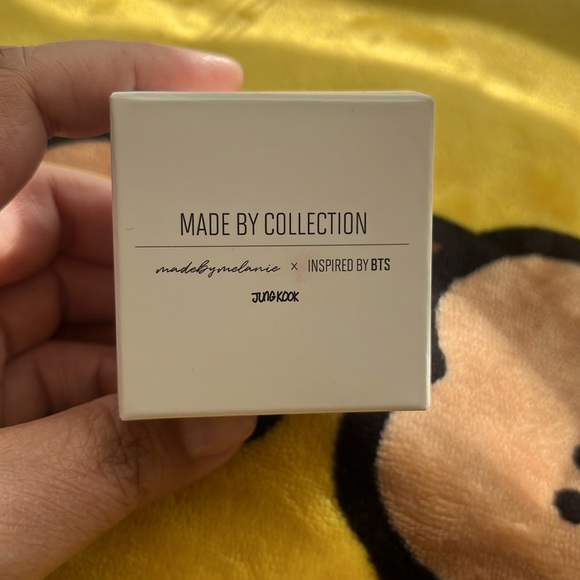 MADE BY COLLECTION
madebymelanie x INSPIRED BY BTS
JUNG KOOK